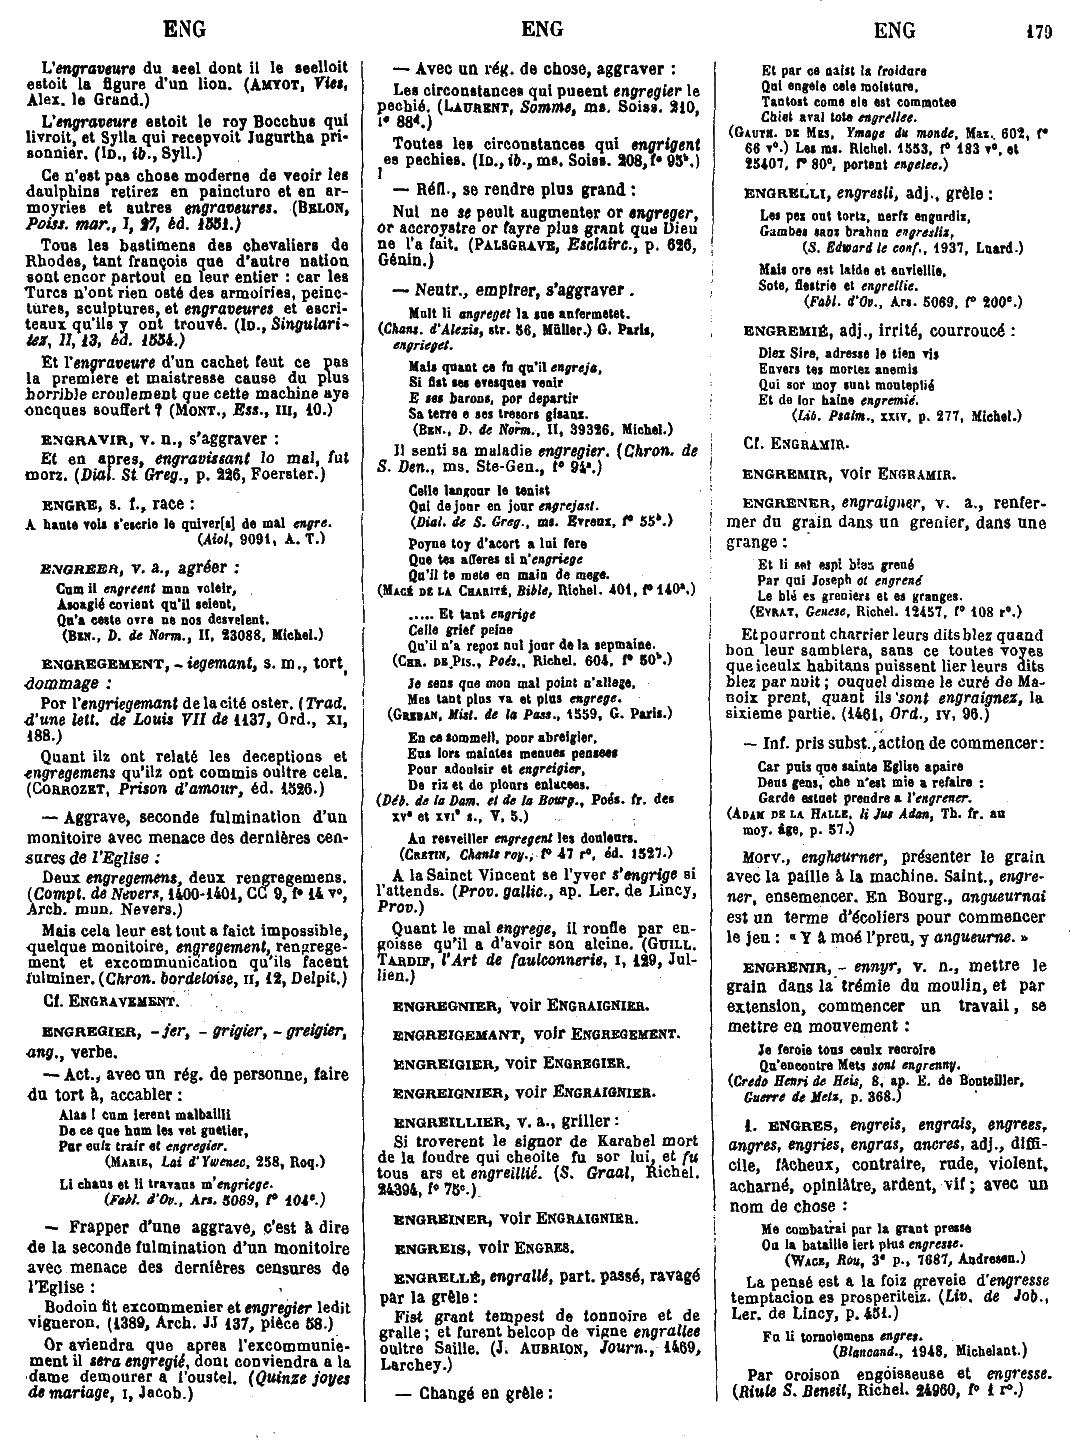 ENG
ENG
ENG 179
L'engraveure du seel dont il le seelloit
estoit la figure d'un lion. (AMYOT, Vies,
Alex. le Grand.)
L'engraveure estoit le roy Bocchus qui
livroit, et Sylla qui recepvoit Jugurtha pri-
sonnier. (ID., ib., Syll.)
Ce n'est pas chose moderne de veoir les
daulphins retirez en paincture et en ar-
moyries et autres engraveures. (BELON,
Poiss. mar., I, 27, éd. 1551.)
Tous les bastimens des chevaliers de
Rhodes, tant françois que d'autre nation
sont encor partout en leur entier : car les
Turcs n'ont rien osté des armoiries, peinc-
tures, sculptures, et engraveures et escri-
teaux qu'ils y ont trouvé. (ID., Singulari-
tez, II, 13, éd. 1554.)
Et l'engraveure d'un cachet feut ce pas
la premiere et maistresse cause du plus
horrible croulement que cette machine aye
oncques souffert ? (MONT., Ess., III, 10.)
ENGRAVIR, v. n., s'aggraver :
Et en apres, engravissant lo mal, fut
morz. (Dial. St Greg., p. 226, Foerster.)
ENGRE, s. f., race :
A haute vois s'escrie le quiver[s] de mal engre.
(Aiol, 9091, A. T.)
ENGREER, v. a., agréer :
Cum il engreent mon voleir,
Asoagié covient qu'il seient,
Qu'a ceste ovre ne nos desveient.
(BEN., D. de Norm., II, 23088, Michel.)
ENGREGEMENT, - iegemant, s. m., tort,
dommage :
Por l'engriegemant de la cité oster. (Trad.
d'une lett. de Louis VII de 1137, Ord., XI,
188.)
Quant ilz ont relaté les deceptions et
engregemens qu'ilz ont commis oultre cela.
(CORROZET, Prison d'amour, éd. 1526.)
— Aggrave, seconde fulmination d'un
monitoire avec menace des dernières cen-
sures de l'Eglise :
Deux engregemens, deux rengregemens.
(Compt. de Nevers, 1400-1401, CC 9, f° 14 v°,
Arch. mun. Nevers.)
Mais cela leur est tout a faict impossible,
quelque monitoire, engregement, rengrege-
ment et excommunication qu'ils facent
fulminer. (Chron. bordeloise, II, 12, Delpit.)
Cf. ENGRAVEMENT.
ENGREGIER, -jer, - grigier, - greigier,
ang., verbe.
— Act., avec un rég. de personne, faire
du tort à, accabler :
Alas ! cum ierent malbailli
De ce que hum les vet guetier,
Pur eulz trair et engregier.
(MARIE, Lai d'Ywenec, 258, Roq.)
Li chaus et li travaus m'engriege.
(Fabl. d'Ov., Ars. 5069, f° 104e.)
— Frapper d'une aggrave, c'est à dire
de la seconde fulmination d'un monitoire
avec menace des dernières censures de
l'Eglise :
Bodoin fit excommenier et engregier ledit
vigneron. (1389, Arch. JJ 137, pièce 58.)
Or aviendra que apres l'excommunie-
ment il sera engregié, dont conviendra a la
dame demourer a l'oustel. (Quinze joyes
de mariage, I, Jacob.)
— Avec un rég. de chose, aggraver :
Les circonstances qui pueent engregier le
pechié. (LAURENT, Somme, ms. Soiss. 210,
f° 88d.)
Toutes les circonstances qui engrigent
es pechies. (ID., ib., ms. Soiss. 208, f° 95b.)
l
— Réfl., se rendre plus grand :
Nul ne se peult augmenter or engreger,
or accroystre or fayre plus grant que Dieu
ne l'a fait. (PALSGRAVE, Esclairc., p. 626,
Génin.)
— Neutr., empirer, s'aggraver .
Mult li angreget la sue anfermetet.
(Chans. d'Alexis, str. 56, Müller.) G. Paris,
engrieget.
Mais quant ce fu qu'il engreja,
Si fist ses evesques venir
E ses barons, por departir
Sa terre e ses tresors gisanz.
(BEN., D. de Norm., II, 39326, Michel.)
Il senti sa maladie engregier. (Chron. de
S. Den., ms. Ste-Gen., f° 94a.)
Celle langour le tenist
Qui de jour en jour engrejast.
(Dial. de S. Greg., ms. Evreux, f° 55b.)
Poyne toy d'acort a lui fere
Que tes afferes si n'engriege
Qu'il te mete en main de mege.
(MACÉ DE LA CHARITÉ, Bible, Richel. 401, f° 140a.)
..... Et tant engrige
Celle grief peine
Qu'il n'a repoz nul jour de la sepmaine.
(CHR. DE PIS., Poés., Richel. 604, f° 50b.)
Je sens que mon mal point n'allege,
Mes tant plus va et plus engrege.
(GREBAN, Mist. de la Pass., 1559, G. Paris.)
En ce sommeil, pour abreigier,
Eus lors maintes menues pensees
Pour adoulsir et engreigier,
De riz et de plours enlacees.
(Déb. de la Dam. et de la Bourg., Poés. fr. des
xve et xvie s., V, 5.)
Au resveiller engregent les douleurs.
(CRETIN, Chants roy., f° 47 r°, éd. 1527.)
A la Sainct Vincent se l'yver s'engrige si
l'attends. (Prov. gallic., ap. Ler. de Lincy,
Prov.)
Quant le mal engrege, il ronfle par en-
goisse qu'il a d'avoir son alcine. (GUILL.
TARDIF, l'Art de faulconnerie, I, 129, Jul-
lien.)
ENGREGNIER, voir ENGRAIGNIER.
ENGREIGEMANT, voir ENGREGEMENT.
ENGREIGIER, voir ENGREGIER.
ENGREIGNIER, voir ENGRAIGNIER.
ENGREILLIER, v. a., griller :
Si troverent le signor de Karabel mort
de la foudre qui cheoite fu sor lui, et fu
tous ars et engreillié. (S. Graal, Richel.
24394, f° 75c.)
ENGREINER, voir ENGRAIGNIER.
ENGREIS, voir ENGRES.
ENGRELLÉ, engrallé, part. passé, ravagé
par la grêle :
Fist grant tempest de tonnoire et de
gralle ; et furent belcop de vigne engrallee
oultre Saille. (J. AUBRION, Journ., 1469,
Larchey.)
— Changé en grêle :
Et par ce naist la froidure
Qui engele cele moisture,
Tantost come ele est commotee
Chiet aval tote engrellee.
(GAUTH. DE MES, Ymage du monde, Maz. 602, f°
66 v°.) Les ms. Richel. 1553, f° 183 v°, et
25407, f° 80c, portent engelee.)
ENGRELLI, engresli, adj., grêle :
Les pez out tortz, nerfs engurdiz,
Gambes sanz brahun engresliz,
(S. Edward le conf., 1937, Luard.)
Mais ore est laide et envieillie,
Sote, flestrie et engrellie.
(Fabl. d'Ov., Ars. 5069, f° 200c.)
ENGREMIÉ, adj., irrité, courroucé :
Diex Sire, adresse le tien vis
Envers tes mortez anemis
Qui sor moy sunt monteplié
Et de lor haine engremié.
(Lib. Psalm., XXIV, p. 277, Michel.)
Cf. ENGRAMIR.
ENGREMIR, voir ENGRAMIR.
ENGRENER, engraigner, v. a., renfer-
mer du grain dans un grenier, dans une
grange :
Et li set espi bles grené
Par qui Joseph ot engrené
Le blé es greniers et es granges.
(EVRAT, Genese, Richel. 12457, f° 108 r°.)
Et pourront charrier leurs dits blez quand
bon leur samblera, sans ce toutes voyes
que iceulx habitans puissent lier leurs dits
blez par nuit ; ouquel disme le curé de Ma-
noix prent, quant ils sont engraignez, la
sixieme partie. (1461, Ord., IV, 96.)
— Inf. pris subst., action de commencer :
Car puis que sainte Eglise apaire
Deus gens, che n'est mie a refaire :
Garde estuet prendre a l'engrener.
(ADAM DE LA HALLE, li Jus Adan, Th. fr. au
moy. âge, p. 57.)
Morv., engheurner, présenter le grain
avec la paille à la machine. Saint., engre-
ner, ensemencer. En Bourg., angueurnai
est un terme d'écoliers pour commencer
le jeu : « Y à moé l'preu, y angueurne. »
ENGRENIR, - ennyr, v. n., mettre le
grain dans la trémie du moulin, et par
extension, commencer un travail, se
mettre en mouvement :
Je feroie tous ceulx recroire
Qu'encontre Mets sont engrenny.
(Credo Henri de Heis, 8, ap. E. de Bouteiller,
Guerre de Metz, p. 368.)
1. ENGRES, engreis, engrais, engrees,
angres, engries, engras, ancres, adj., diffi-
cile, fâcheux, contraire, rude, violent,
acharné, opiniâtre, ardent, vif ; avec un
nom de chose :
Me combatrai par la grant presse
Ou la bataille iert plus engresse.
(WACE, Rou, 3e p., 7687, Andresen.)
La pensé est a la foiz greveie d'engresse
temptacion es prosperiteiz. (Liv. de Job.,
Ler. de Lincy, p. 451.)
Fu li tornoiemens engres.
(Blancand., 1948, Michelant.)
Par oroison engoisseuse et engresse.
(Riule S. Beneit, Richel. 24960, f° 1 r°.)